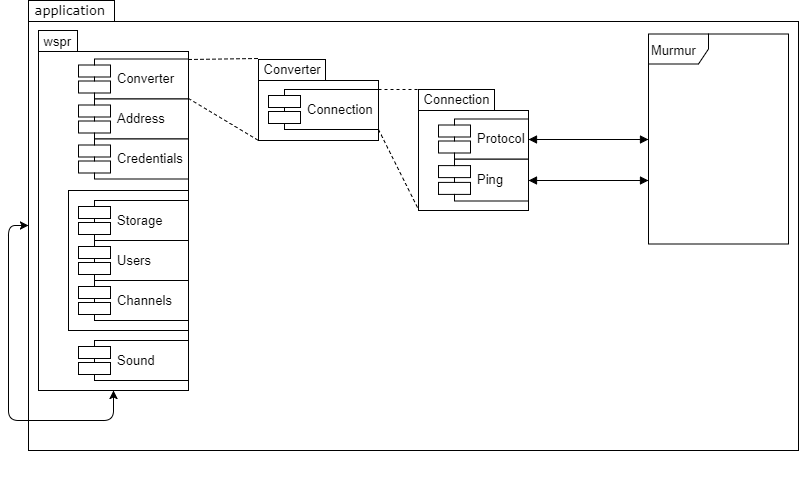 application
wspr
Converter
Address
Credentials
Storage
Users
Channels
Sound
Converter
Connection
Connection
Protocol
Ping
Murmur